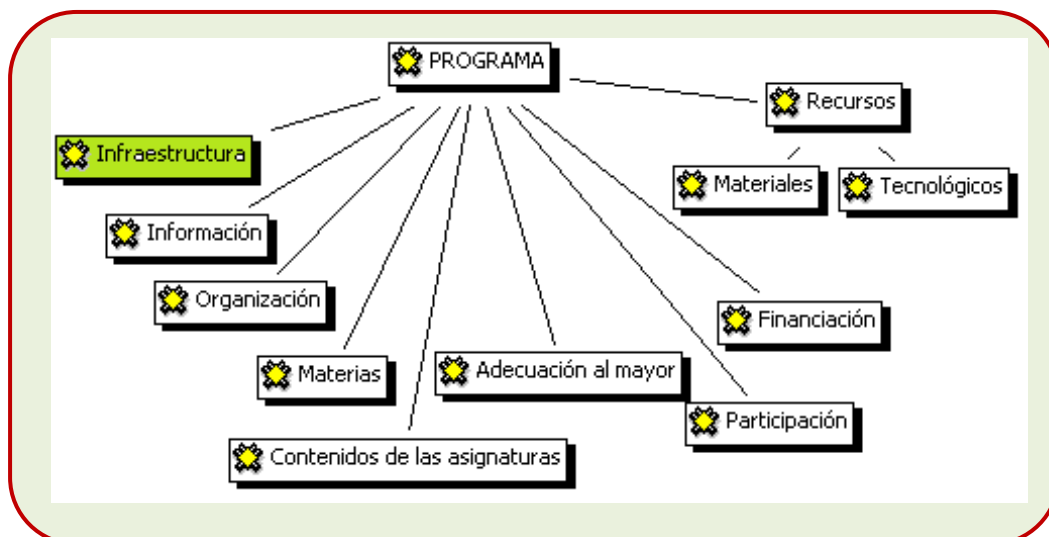 PROGRAMA
Recursos
Infraestructura
Materiales
Tecnológicos
Información
Organización
Financiación
Materias
Adecuación al mayor
Participación
Contenidos de las asignaturas